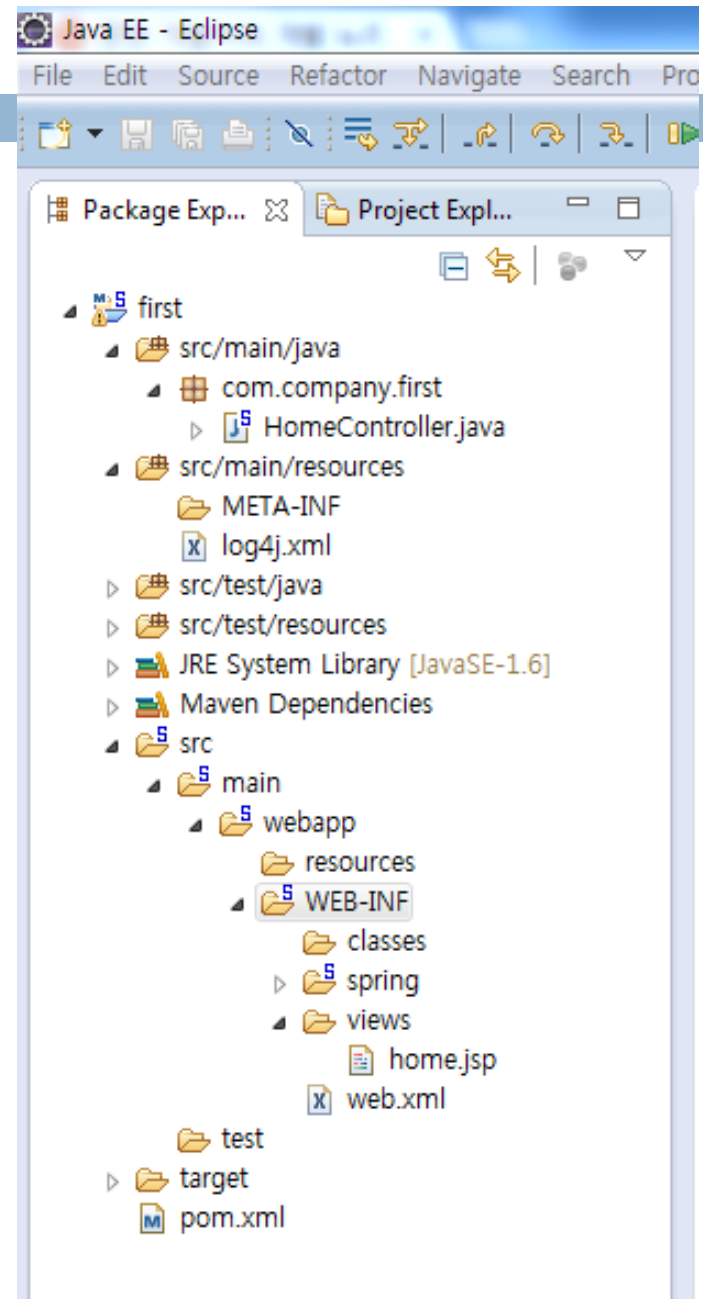 Java EE - Eclipse
File Edit Source Refactor Navigate Search Pro
Package Exp... Project Expl...
first
src/main/java
com.company.first
HomeController.java
src/main/resources
META-INF
log4j.xml
src/test/java
src/test/resources
JRE System Library [JavaSE-1.6]
Maven Dependencies
src
main
webapp
resources
WEB-INF
classes
spring
views
home.jsp
web.xml
test
target
pom.xml